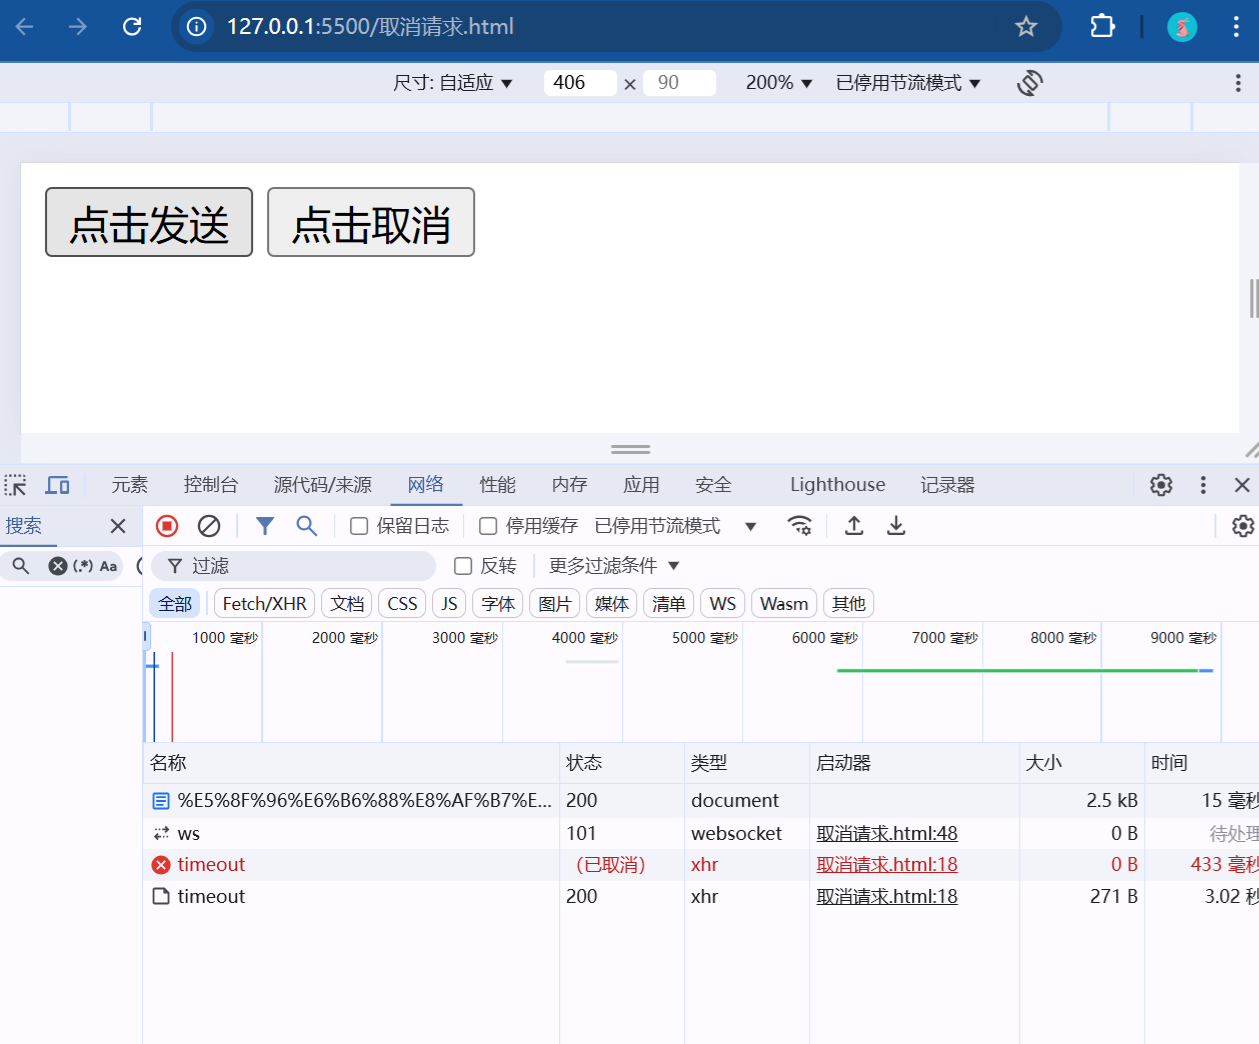 127.0.0.1:5500/取消请求.html
尺寸: 自适应 406 × 90 200% 已停用节流模式
点击发送 点击取消
元素 控制台 源代码/来源 网络 性能 内存 应用 安全 Lighthouse 记录器
搜索 保留日志 停用缓存 已停用节流模式
(.*) Aa 过滤 反转 更多过滤条件
全部 Fetch/XHR 文档 CSS JS 字体 图片 媒体 清单 WS Wasm 其他
1000 毫秒 2000 毫秒 3000 毫秒 4000 毫秒 5000 毫秒 6000 毫秒 7000 毫秒 8000 毫秒 9000 毫秒
名称 状态 类型 启动器 大小 时间
%E5%8F%96%E6%B6%88%E8%AF%B7%E... 200 document 2.5 kB 15 毫秒
ws 101 websocket 取消请求.html:48 0 B 待处理
timeout (已取消) xhr 取消请求.html:18 0 B 433 毫秒
timeout 200 xhr 取消请求.html:18 271 B 3.02 秒